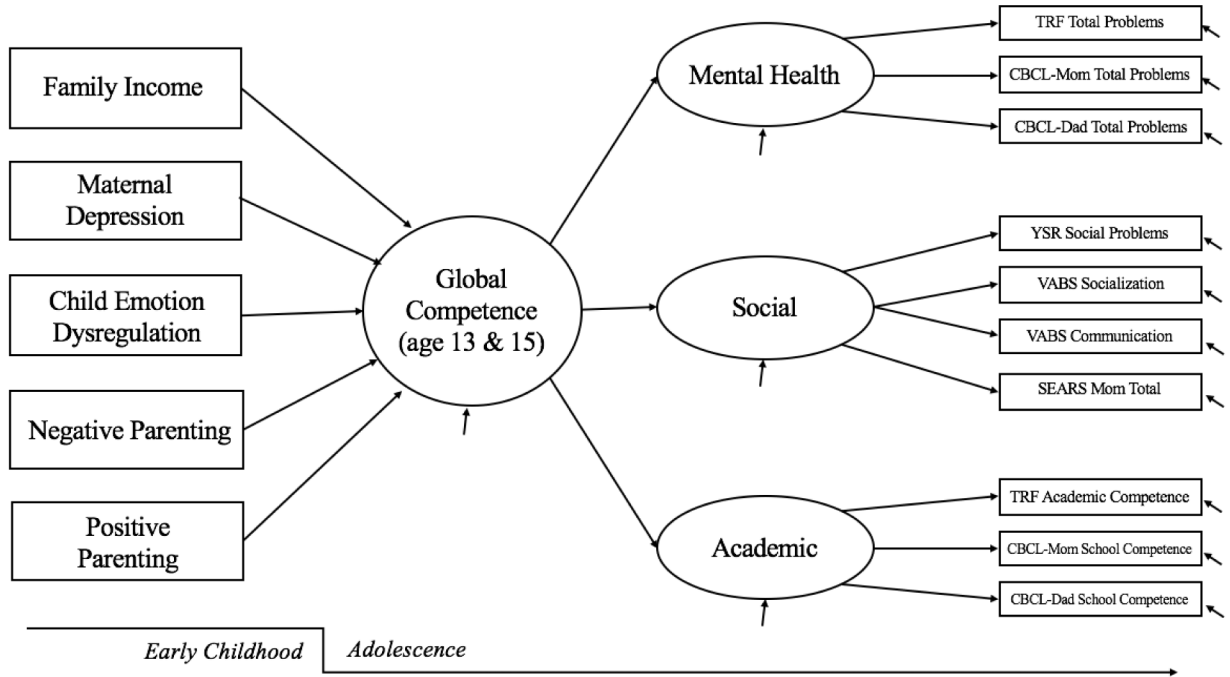 Family Income
Maternal
Depression
Child Emotion
Dysregulation
Negative Parenting
Positive
Parenting
Global
Competence
(age 13 & 15)
Mental Health
Social
Academic
TRF Total Problems
CBCL-Mom Total Problems
CBCL-Dad Total Problems
YSR Social Problems
VABS Socialization
VABS Communication
SEARS Mom Total
TRF Academic Competence
CBCL-Mom School Competence
CBCL-Dad School Competence
Early Childhood
Adolescence